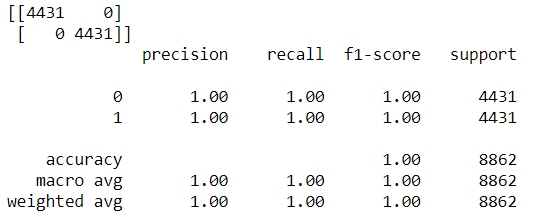 [[4431    0]
 [   0 4431]]
              precision    recall  f1-score   support

           0       1.00      1.00      1.00      4431
           1       1.00      1.00      1.00      4431

    accuracy                           1.00      8862
   macro avg       1.00      1.00      1.00      8862
weighted avg       1.00      1.00      1.00      8862